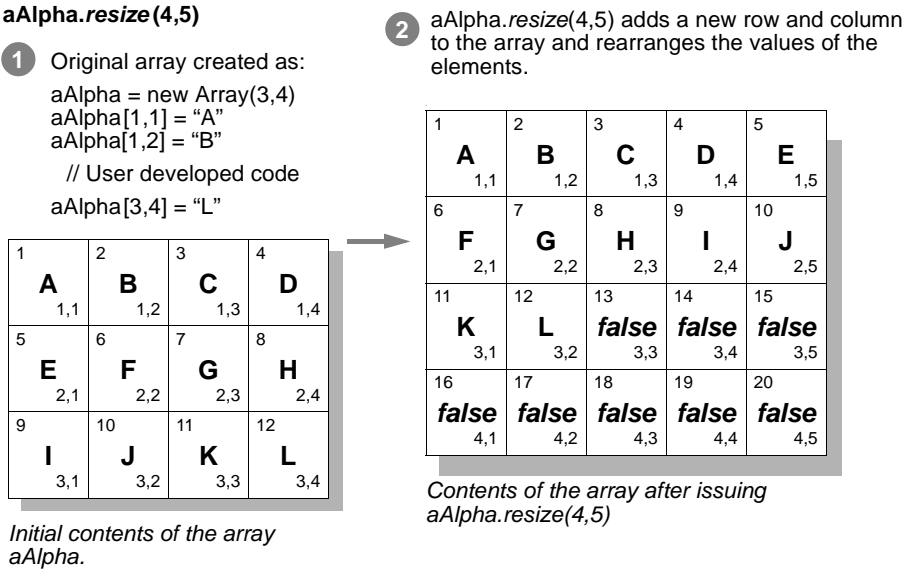 aAlpha.resize(4,5)
1 Original array created as:
aAlpha = new Array(3,4)
aAlpha[1,1] = “A”
aAlpha[1,2] = “B”
// User developed code
aAlpha[3,4] = “L”
1 2 3 4
A B C D
1,1 1,2 1,3 1,4
5 6 7 8
E F G H
2,1 2,2 2,3 2,4
9 10 11 12
I J K L
3,1 3,2 3,3 3,4
Initial contents of the array
aAlpha.
2 aAlpha.resize(4,5) adds a new row and column
to the array and rearranges the values of the
elements.
1 2 3 4 5
A B C D E
1,1 1,2 1,3 1,4 1,5
6 7 8 9 10
F G H I J
2,1 2,2 2,3 2,4 2,5
11 12 13 14 15
K L false false false
3,1 3,2 3,3 3,4 3,5
16 17 18 19 20
false false false false false
4,1 4,2 4,3 4,4 4,5
Contents of the array after issuing
aAlpha.resize(4,5)